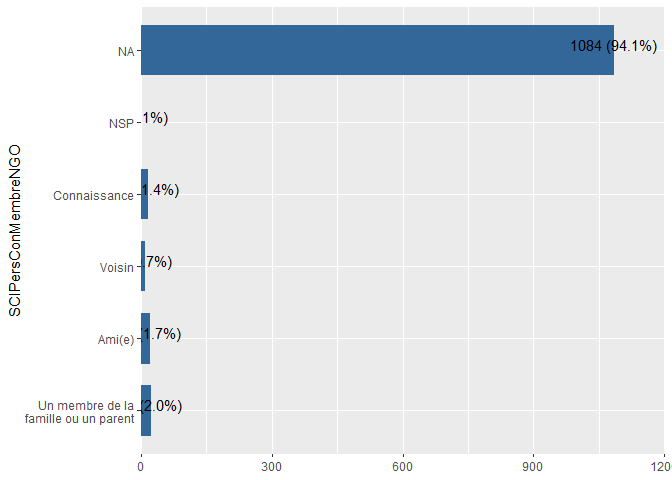 SCIPersConMembreNGO
NA
1084 (94.1%)
NSP
1%)
Connaissance
1.4%)
Voisin
7%)
Ami(e)
(1.7%)
Un membre de la
famille ou un parent
(2.0%)
0
300
600
900
120